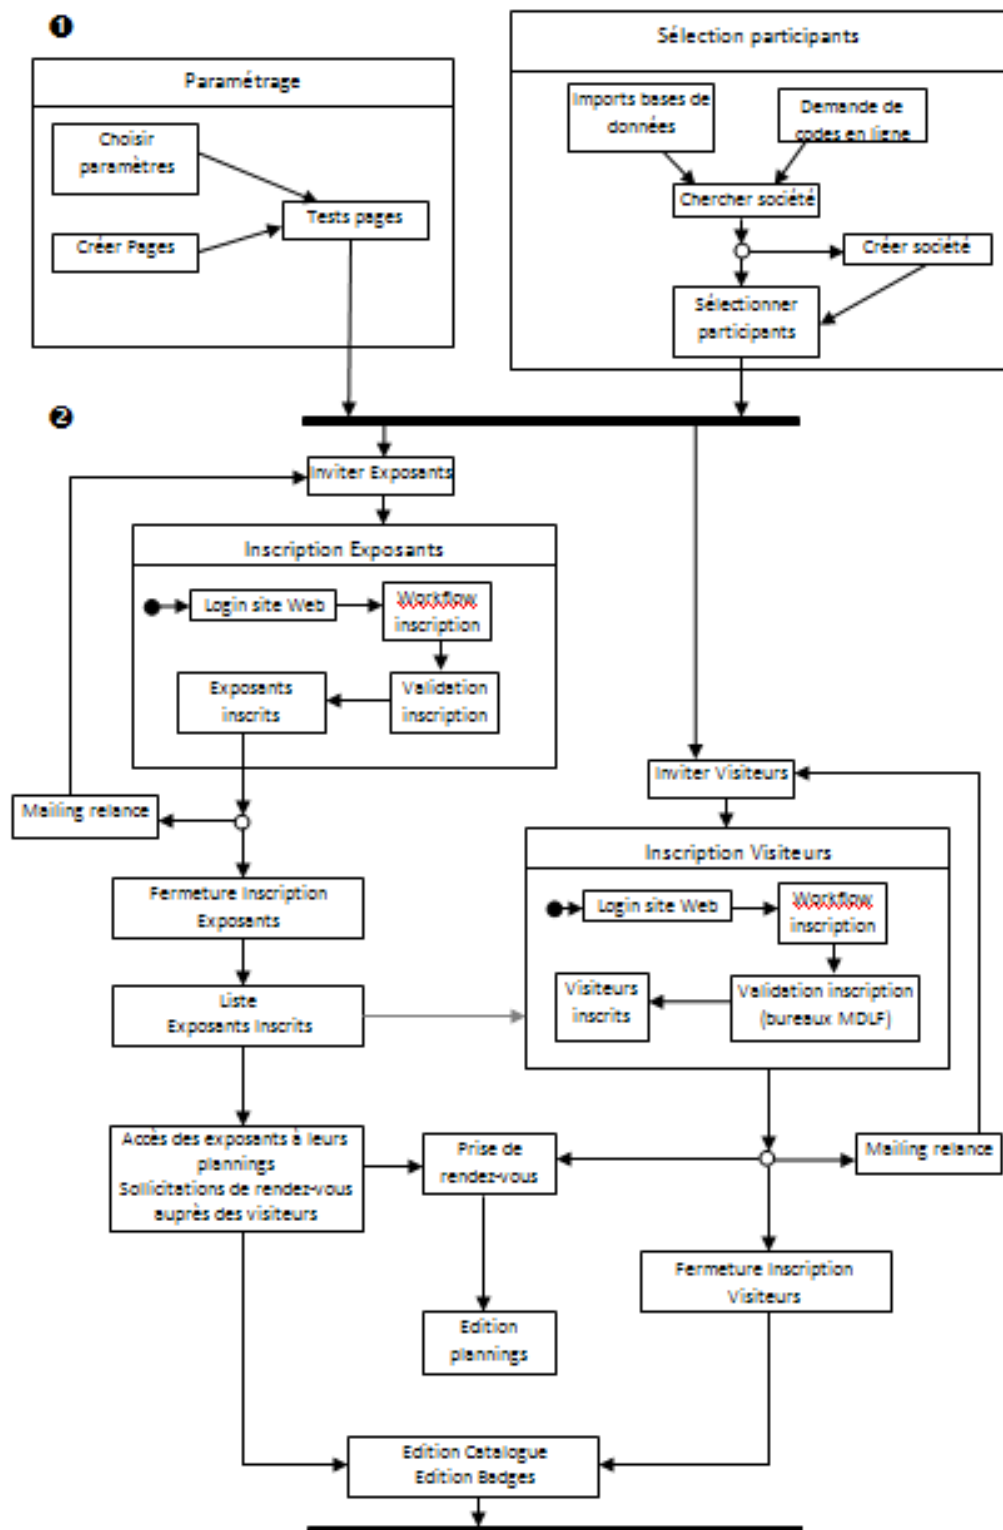 ❶
Sélection participants
Paramétrage
Imports bases de
données
Demande de
codes en ligne
Choisir
paramètres
Chercher société
Tests pages
Créer Pages
Créer société
Sélectionner
participants
❷
Inviter Exposants
Inscription Exposants
Login site Web
Workflow
inscription
Exposants
inscrits
Validation
inscription
Inviter Visiteurs
Mailing relance
Inscription Visiteurs
Fermeture Inscription
Exposants
Login site Web
Workflow
inscription
Liste
Exposants Inscrits
Visiteurs
inscrits
Validation inscription
(bureaux MDLF)
Accès des exposants à leurs
plannings
Sollicitations de rendez-vous
auprès des visiteurs
Prise de
rendez-vous
Mailing relance
Fermeture Inscription
Visiteurs
Edition
plannings
Edition Catalogue
Edition Badges